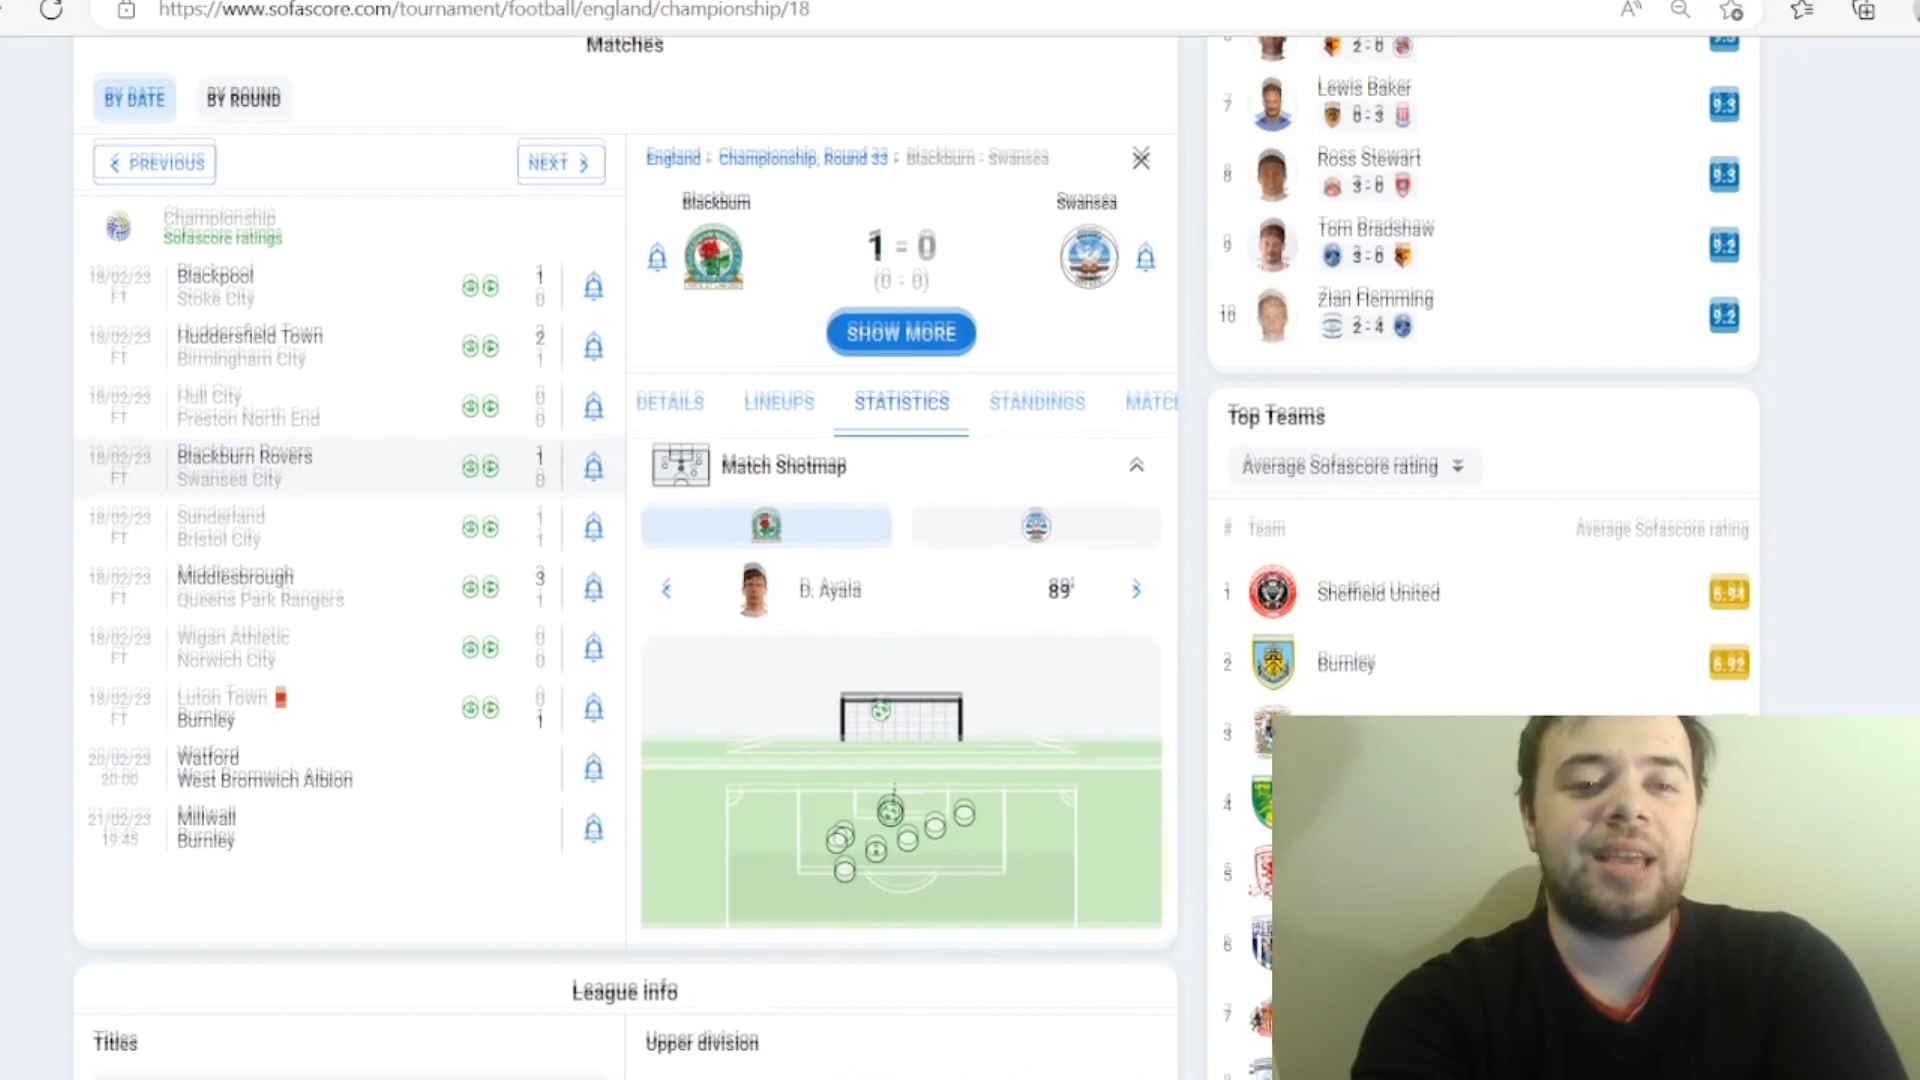 https://www.sofascore.com/tournament/football/england/championship/18
Matches
BY DATE
BY ROUND
PREVIOUS
NEXT
Championship
Sofascore ratings
18/02/23 Blackpool 1
FT Stoke City 0
18/02/23 Huddersfield Town 2
FT Birmingham City 1
18/02/23 Hull City 0
FT Preston North End 0
18/02/23 Blackburn Rovers 1
FT Swansea City 0
18/02/23 Sunderland 1
FT Bristol City 1
18/02/23 Middlesbrough 3
FT Queens Park Rangers 1
18/02/23 Wigan Athletic 0
FT Norwich City 0
18/02/23 Luton Town 0
FT Burnley 1
20/02/23 Watford
20:00 West Bromwich Albion
21/02/23 Millwall
19:45 Burnley
England
Championship, Round 33
Blackburn - Swansea
Blackburn
Swansea
1 - 0
(0 - 0)
SHOW MORE
DETAILS
LINEUPS
STATISTICS
STANDINGS
MATCH
Match Shotmap
D. Ayala
89'
League info
Titles
Upper division
2 - 0
7 Lewis Baker 9.3
0 - 3
8 Ross Stewart 9.3
3 - 0
9 Tom Bradshaw 9.2
3 - 0
10 Zian Flemming 9.2
2 - 4
Top Teams
Average Sofascore rating
# Team Average Sofascore rating
1 Sheffield United 6.94
2 Burnley 6.92
3
4
5
6
7